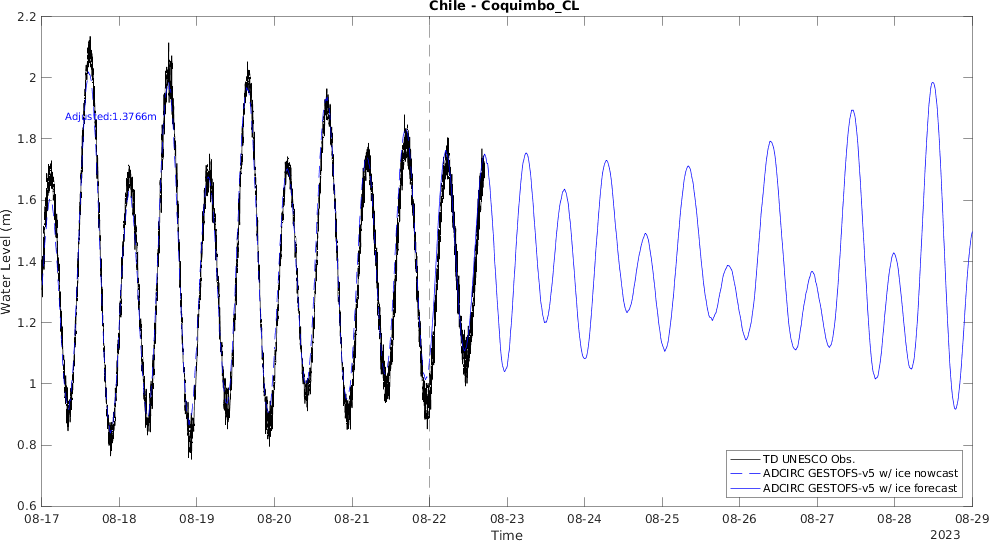 Chile - Coquimbo_CL
2.2
2
1.8
1.6
1.4
1.2
1
0.8
0.6
Water Level (m)
Adjusted:1.3766m
TD UNESCO Obs.
ADCIRC GESTOFS-v5 w/ ice nowcast
ADCIRC GESTOFS-v5 w/ ice forecast
08-17 08-18 08-19 08-20 08-21 08-22 08-23 08-24 08-25 08-26 08-27 08-28 08-29
Time
2023